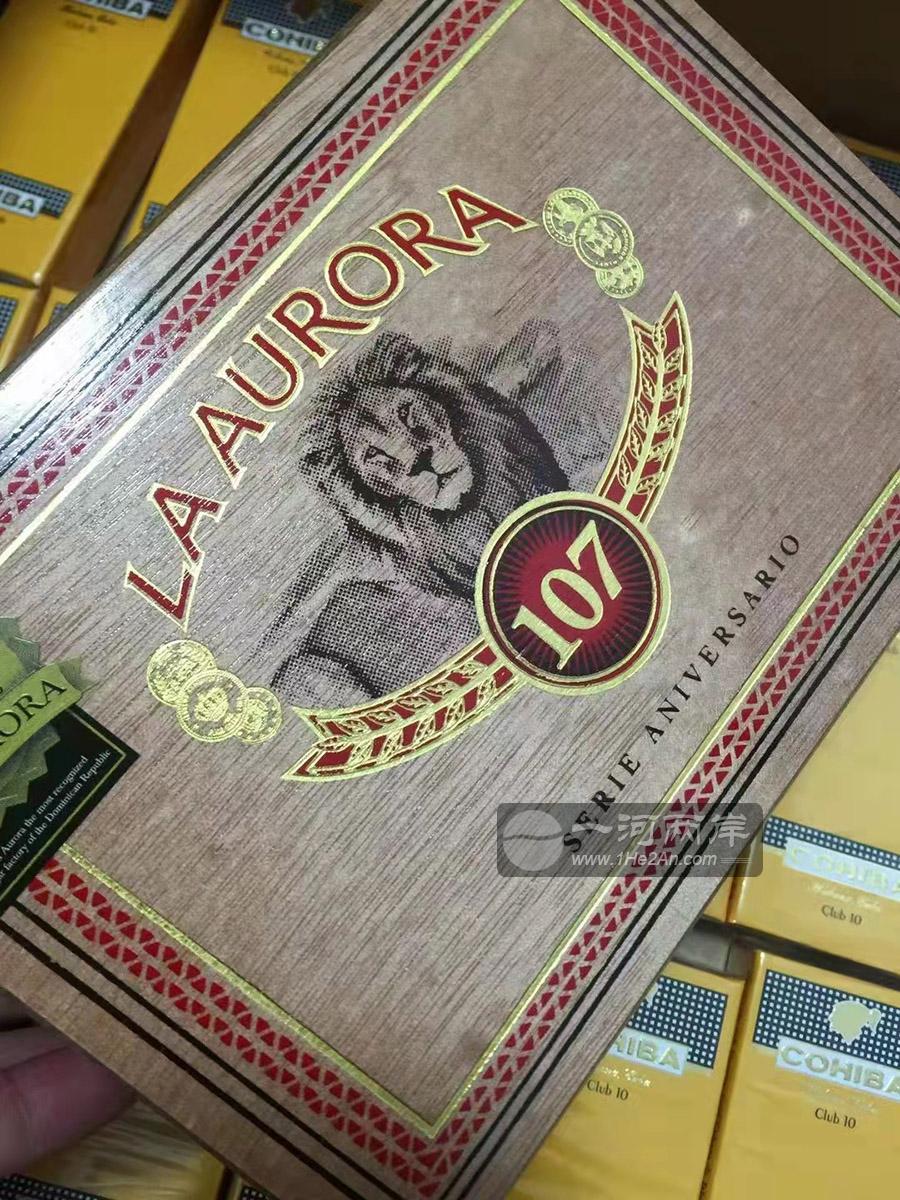 COHIBA
COHIBA
LA AURORA
107
SERIE ANIVERSARIO
Aurora the most recognized
factory of the Dominican Republic
一河两岸
www.1He2An.com
COHIBA
Club 10
HIBA
Club 10
COHIBA
Club 10